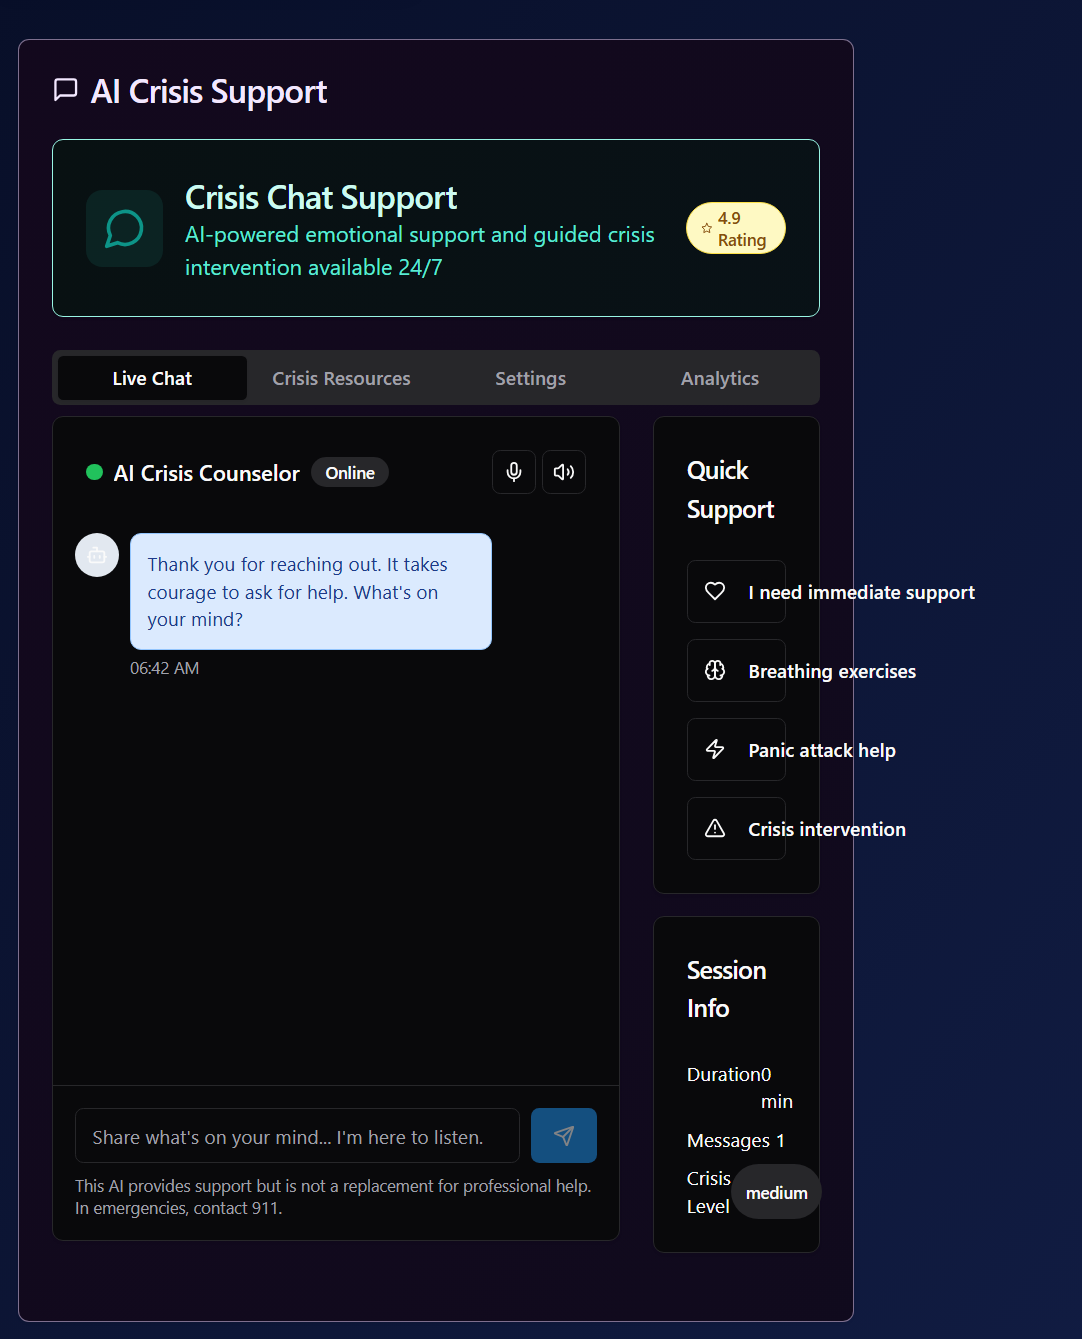 AI Crisis Support
Crisis Chat Support
AI-powered emotional support and guided crisis
intervention available 24/7
4.9
Rating
Live Chat
Crisis Resources
Settings
Analytics
AI Crisis Counselor
Online
Thank you for reaching out. It takes
courage to ask for help. What's on
your mind?
06:42 AM
Share what's on your mind... I'm here to listen.
This AI provides support but is not a replacement for professional help.
In emergencies, contact 911.
Quick
Support
I need immediate support
Breathing exercises
Panic attack help
Crisis intervention
Session
Info
Duration 0
min
Messages 1
Crisis
Level
medium